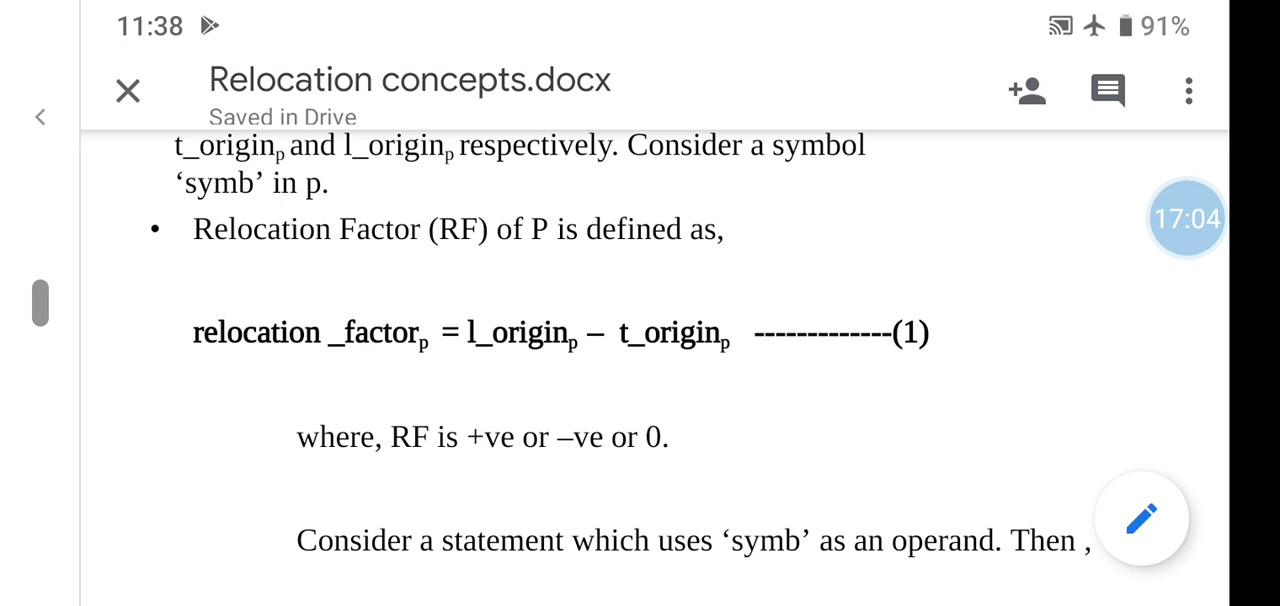 11:38 91%
Relocation concepts.docx
Saved in Drive
t_originp and l_originp respectively. Consider a symbol
‘symb’ in p.
17:04
• Relocation Factor (RF) of P is defined as,
relocation _factorp = l_originp – t_originp -------------(1)
where, RF is +ve or –ve or 0.
Consider a statement which uses ‘symb’ as an operand. Then ,